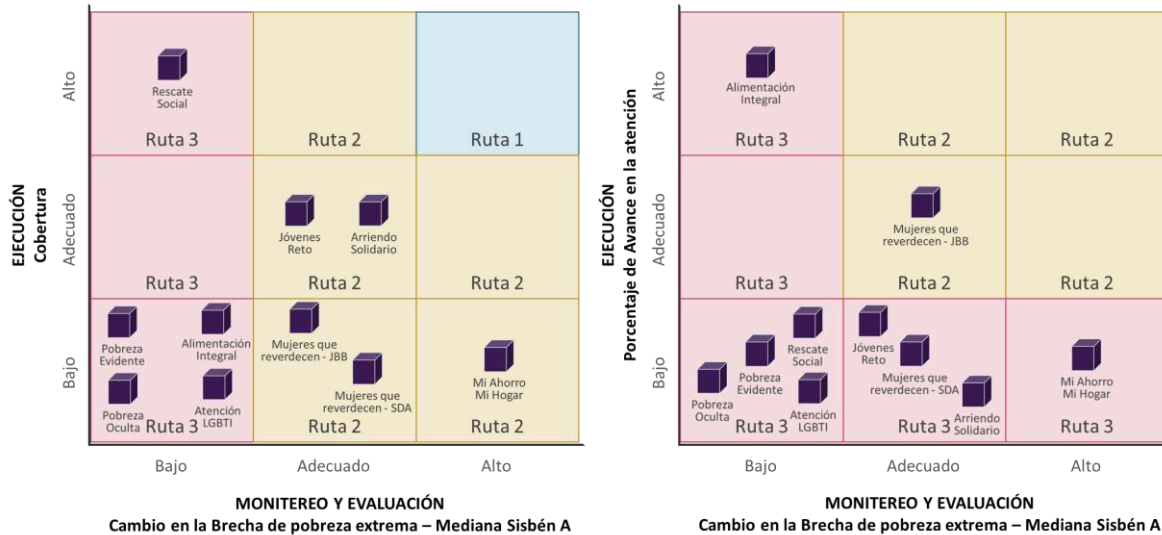 EJECUCIÓN
Cobertura
Alto
Adecuado
Bajo
Rescate
Social
Ruta 3
Ruta 2
Ruta 1
Jóvenes
Reto
Arriendo
Solidario
Ruta 3
Ruta 2
Ruta 2
Pobreza
Evidente
Alimentación
Integral
Pobreza
Oculta
Atención
LGBTI
Ruta 3
Mujeres que
reverdecen - JBB
Mujeres que
reverdecen - SDA
Ruta 2
Mi Ahorro
Mi Hogar
Ruta 2
Bajo
Adecuado
Alto
MONITEREO Y EVALUACIÓN
Cambio en la Brecha de pobreza extrema – Mediana Sisbén A
EJECUCIÓN
Porcentaje de Avance en la atención
Alto
Adecuado
Bajo
Alimentación
Integral
Ruta 3
Ruta 2
Ruta 2
Mujeres que
reverdecen - JBB
Ruta 3
Ruta 2
Ruta 2
Rescate
Social
Pobreza
Evidente
Pobreza
Oculta
Atención
LGBTI
Ruta 3
Jóvenes
Reto
Mujeres que
reverdecen - SDA
Arriendo
Solidario
Ruta 3
Mi Ahorro
Mi Hogar
Ruta 3
Bajo
Adecuado
Alto
MONITEREO Y EVALUACIÓN
Cambio en la Brecha de pobreza extrema – Mediana Sisbén A